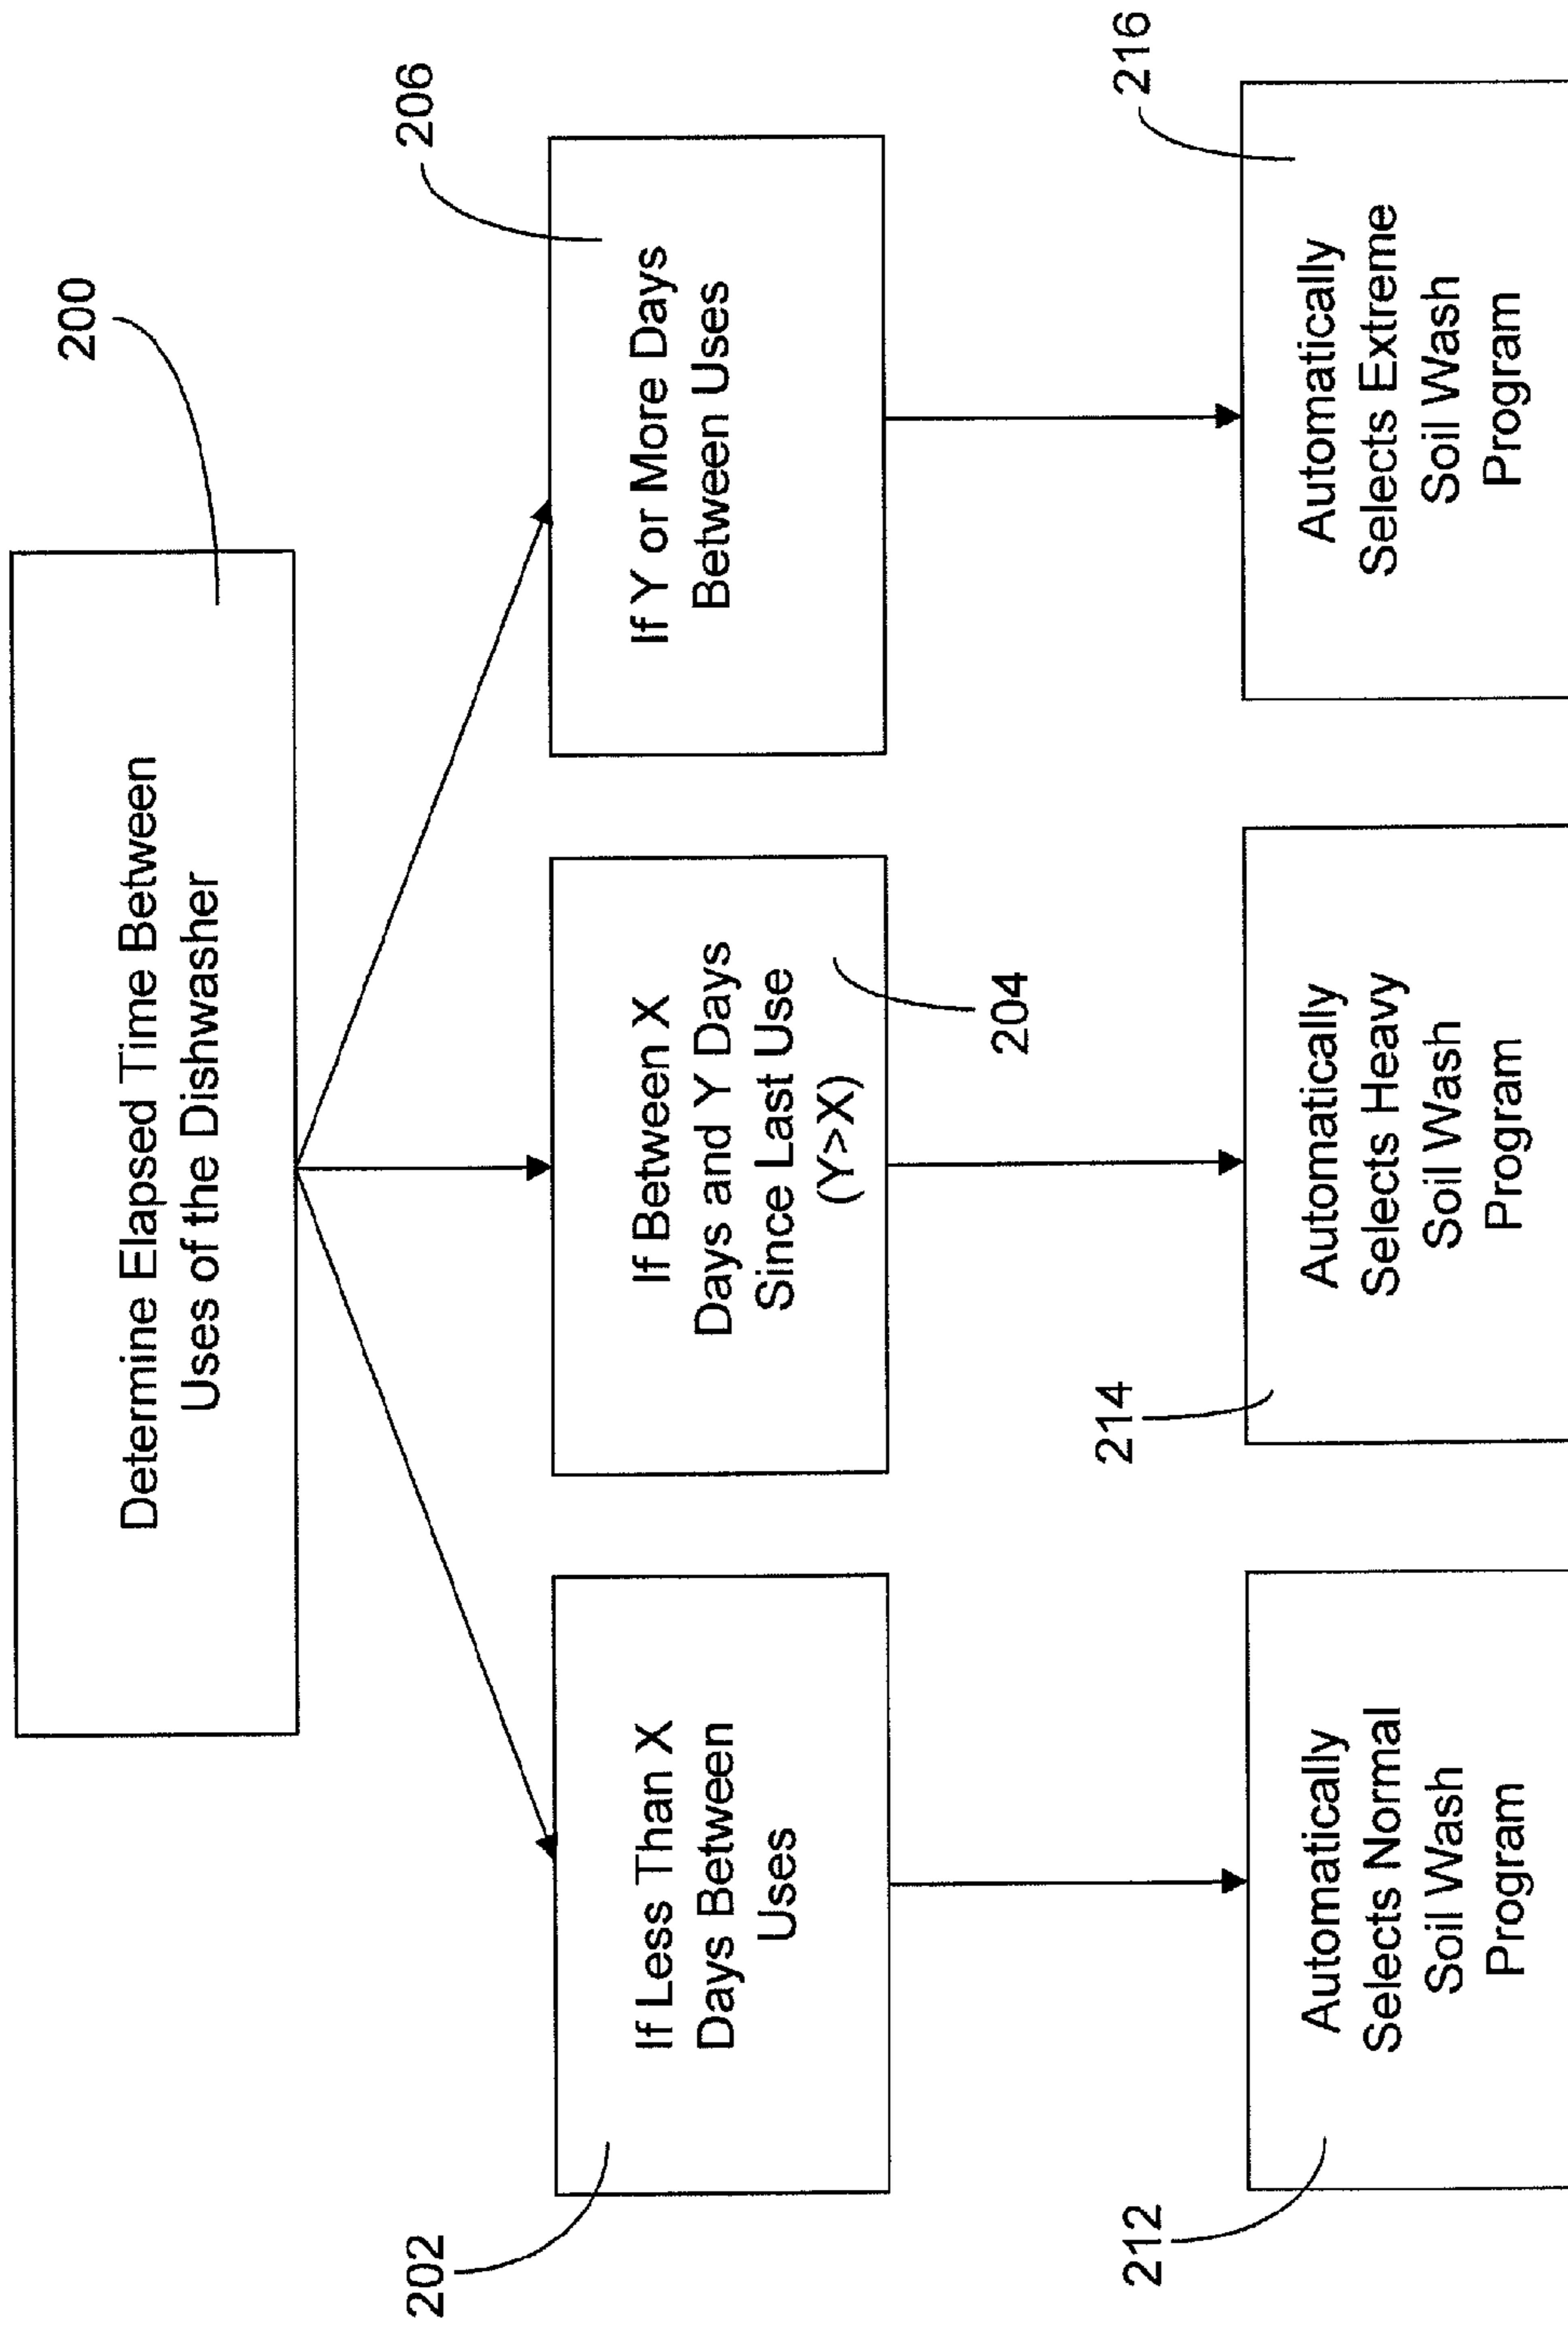 200
Determine Elapsed Time Between
Uses of the Dishwasher
202
If Less Than X
Days Between
Uses
204
If Between X
Days and Y Days
Since Last Use
(Y>X)
206
If Y or More Days
Between Uses
212
Automatically
Selects Normal
Soil Wash
Program
214
Automatically
Selects Heavy
Soil Wash
Program
216
Automatically
Selects Extreme
Soil Wash
Program